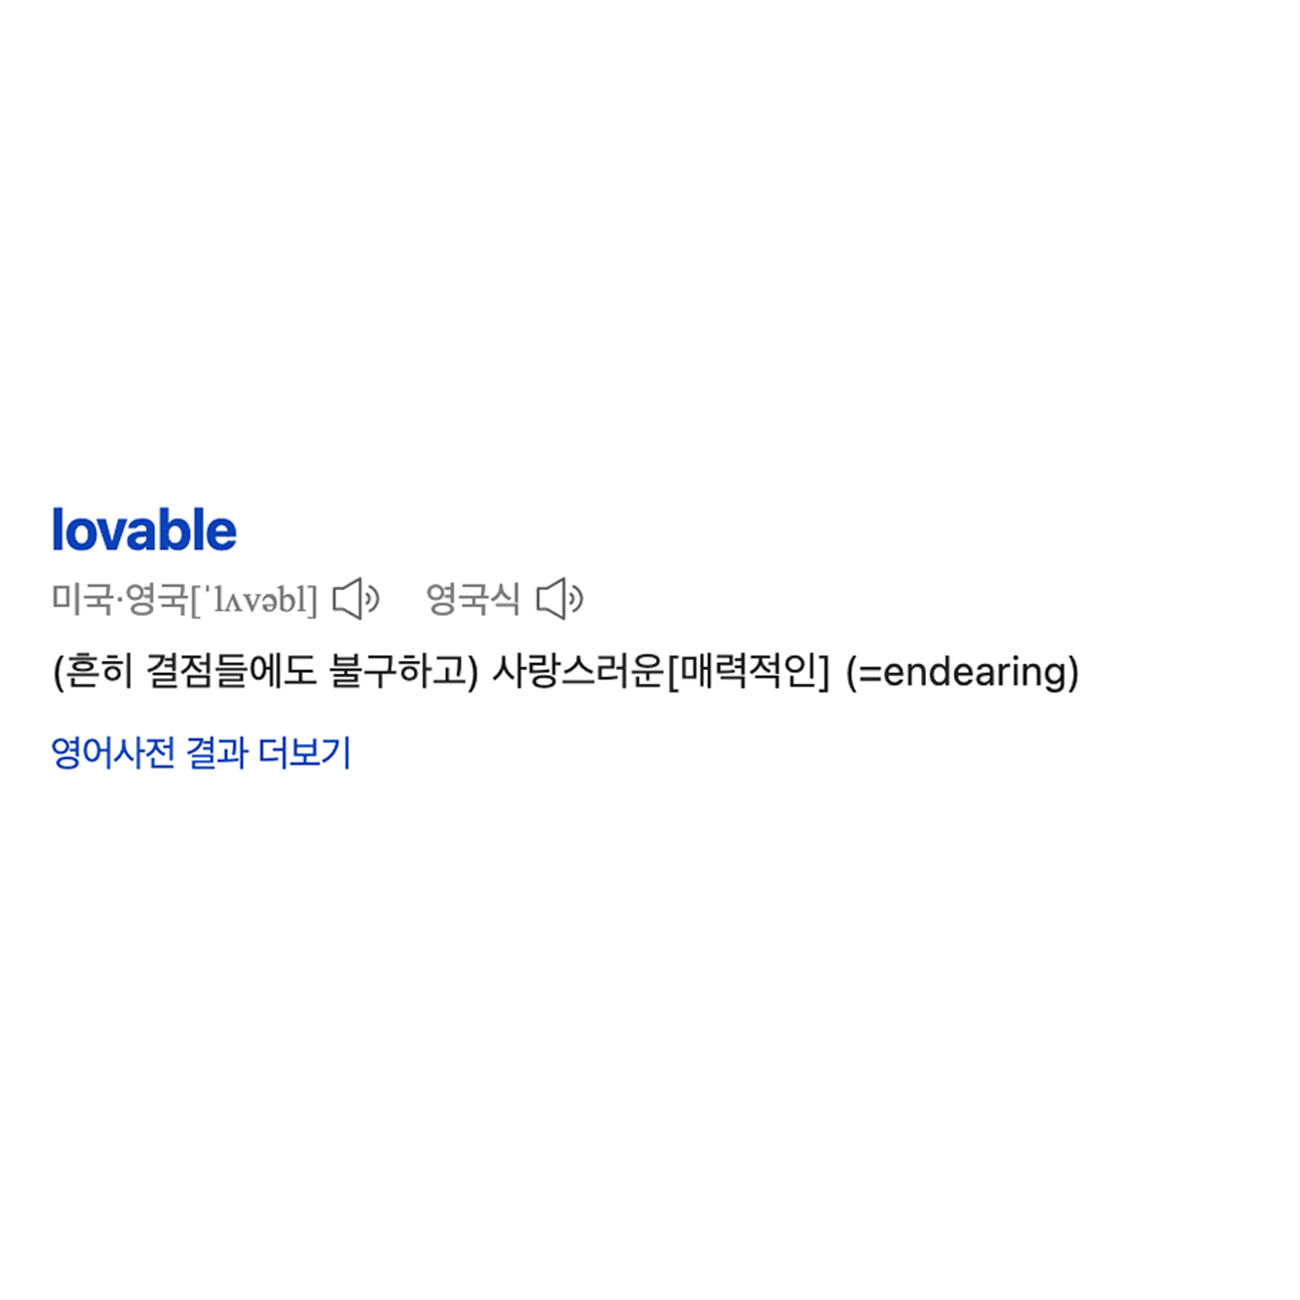 lovable
미국·영국[ˈlʌvəbl] 영국식
(흔히 결점들에도 불구하고) 사랑스러운[매력적인] (=endearing)
영어사전 결과 더보기